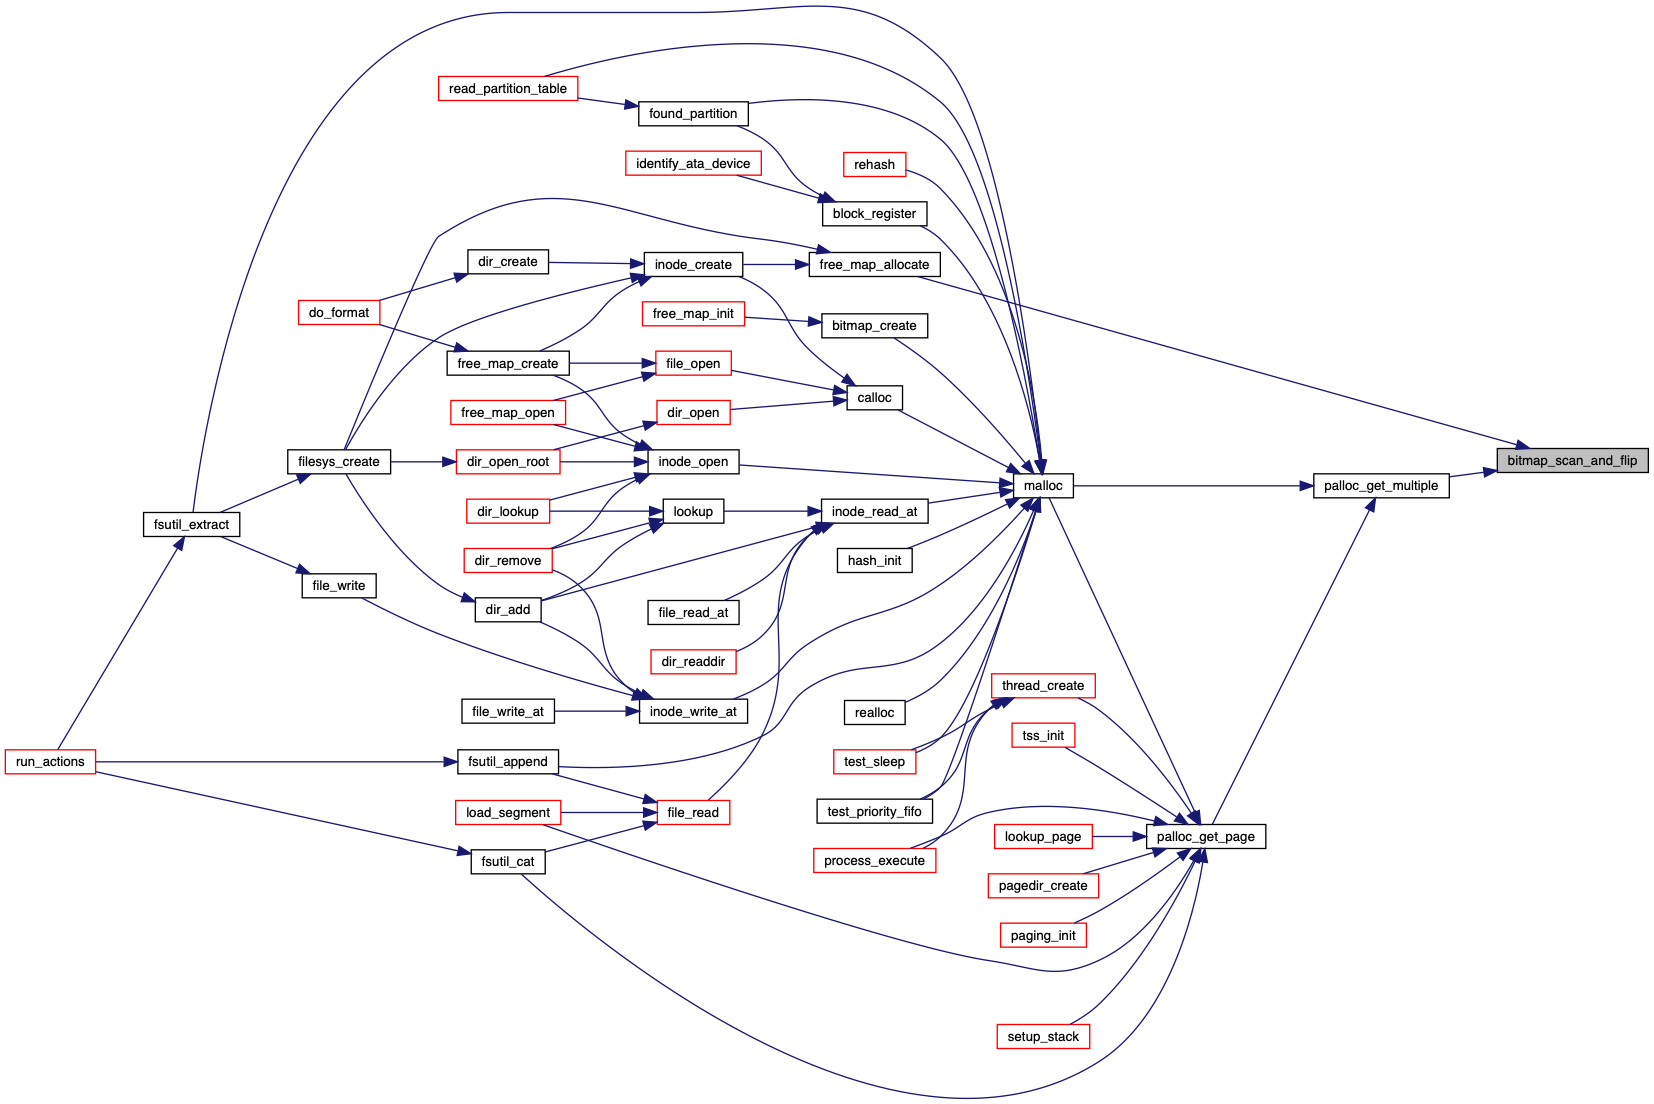 read_partition_table
found_partition
identify_ata_device
rehash
block_register
dir_create
inode_create
free_map_allocate
do_format
free_map_init
bitmap_create
free_map_create
file_open
calloc
free_map_open
dir_open
filesys_create
dir_open_root
inode_open
bitmap_scan_and_flip
malloc
palloc_get_multiple
fsutil_extract
dir_lookup
lookup
inode_read_at
dir_remove
hash_init
file_write
dir_add
file_read_at
dir_readdir
thread_create
file_write_at
inode_write_at
realloc
tss_init
run_actions
fsutil_append
test_sleep
load_segment
file_read
test_priority_fifo
lookup_page
palloc_get_page
fsutil_cat
process_execute
pagedir_create
paging_init
setup_stack